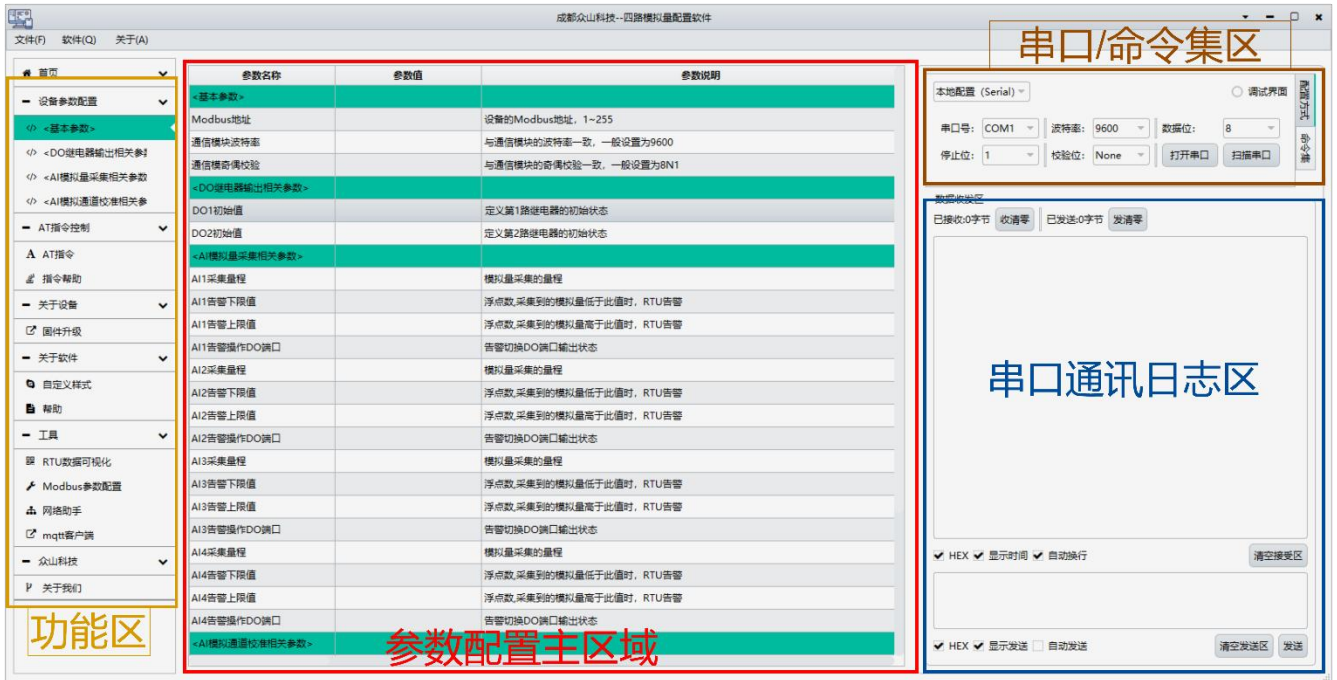 成都众山科技--四路模拟量配置软件
文件(F) 软件(Q) 关于(A)
串口/命令集区
首页
设备参数配置
<基本参数>
<DO继电器输出相关参
<AI模拟量采集相关参数
<AI模拟通道校准相关参
AT指令控制
AT指令
指令帮助
关于设备
固件升级
关于软件
自定义样式
帮助
工具
RTU数据可视化
Modbus参数配置
网络助手
mqtt客户端
众山科技
关于我们
功能区
参数名称 参数值 参数说明
<基本参数>
Modbus地址 设备的Modbus地址，1~255
通信模块波特率 与通信模块的波特率一致，一般设置为9600
通信模奇偶校验 与通信模块的奇偶校验一致，一般设置为8N1
<DO继电器输出相关参数>
DO1初始值 定义第1路继电器的初始状态
DO2初始值 定义第2路继电器的初始状态
<AI模拟量采集相关参数>
AI1采集量程 模拟量采集的量程
AI1告警下限值 浮点数,采集到的模拟量低于此值时，RTU告警
AI1告警上限值 浮点数,采集到的模拟量高于此值时，RTU告警
AI1告警操作DO端口 告警切换DO端口输出状态
AI2采集量程 模拟量采集的量程
AI2告警下限值 浮点数,采集到的模拟量低于此值时，RTU告警
AI2告警上限值 浮点数,采集到的模拟量高于此值时，RTU告警
AI2告警操作DO端口 告警切换DO端口输出状态
AI3采集量程 模拟量采集的量程
AI3告警下限值 浮点数,采集到的模拟量低于此值时，RTU告警
AI3告警上限值 浮点数,采集到的模拟量高于此值时，RTU告警
AI3告警操作DO端口 告警切换DO端口输出状态
AI4采集量程 模拟量采集的量程
AI4告警下限值 浮点数,采集到的模拟量低于此值时，RTU告警
AI4告警上限值 浮点数,采集到的模拟量高于此值时，RTU告警
AI4告警操作DO端口 告警切换DO端口输出状态
<AI模拟通道校准相关参数>
参数配置主区域
本地配置 (Serial) 调试界面
串口号: COM1 波特率: 9600 数据位: 8
停止位: 1 校验位: None 打开串口 扫描串口
配置方式
命令集
数据收发区
已接收:0字节 收清零 已发送:0字节 发清零
串口通讯日志区
HEX 显示时间 自动换行 清空接受区
HEX 显示发送 自动发送 清空发送区 发送